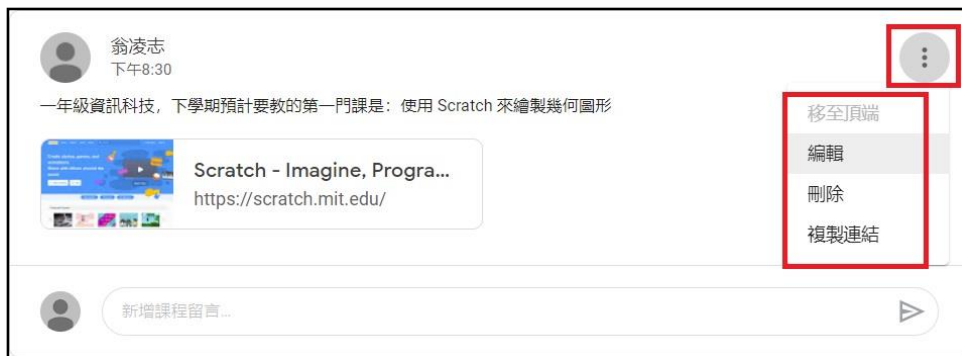 翁凌志
下午8:30
一年級資訊科技，下學期預計要教的第一門課是：使用 Scratch 來繪製幾何圖形
Scratch - Imagine, Progra...
https://scratch.mit.edu/
移至頂端
編輯
刪除
複製連結
新增課程留言...